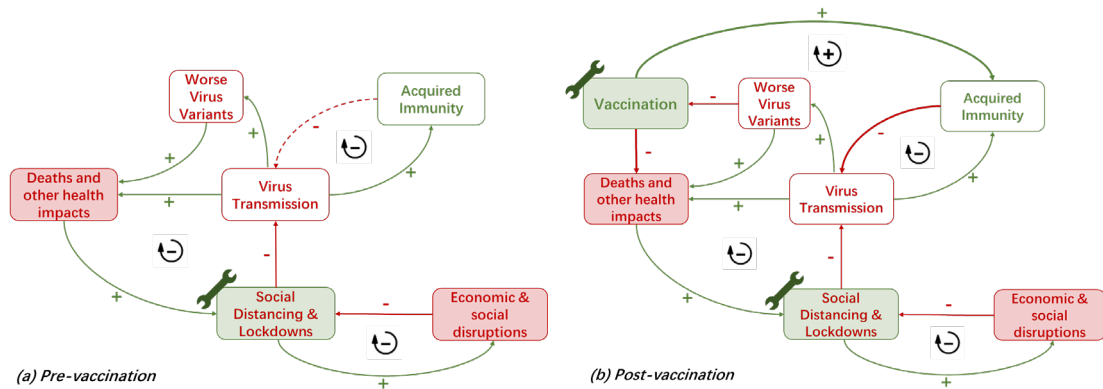 Worse
Virus
Variants
+
+
Acquired
Immunity
-
-
+
Deaths and
other health
impacts
+
Virus
Transmission
-
-
+
Social
Distancing &
Lockdowns
-
Economic &
social
disruptions
-
+
(a) Pre-vaccination
+
+
Vaccination
-
Worse
Virus
Variants
+
+
Acquired
Immunity
-
-
-
+
Deaths and
other health
impacts
+
Virus
Transmission
-
-
+
Social
Distancing &
Lockdowns
-
Economic &
social
disruptions
-
+
(b) Post-vaccination